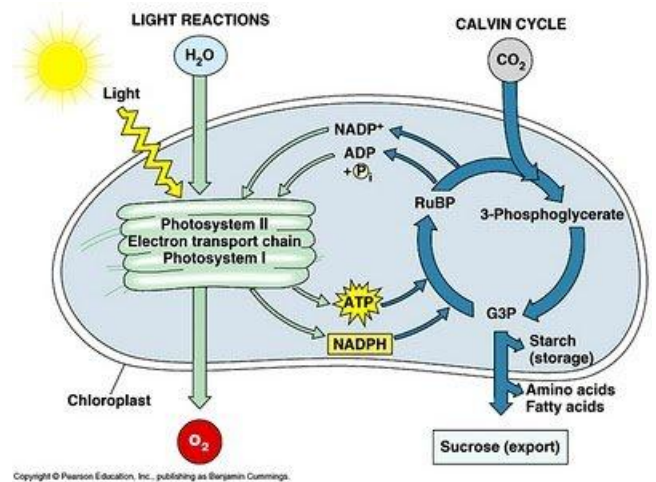 LIGHT REACTIONS
H₂O
CALVIN CYCLE
CO₂
Light
NADP⁺
ADP
+ Pᵢ
RuBP
3-Phosphoglycerate
Photosystem II
Electron transport chain
Photosystem I
ATP
NADPH
G3P
Starch
(storage)
Amino acids
Fatty acids
Chloroplast
O₂
Sucrose (export)
Copyright © Pearson Education, Inc., publishing as Benjamin Cummings.